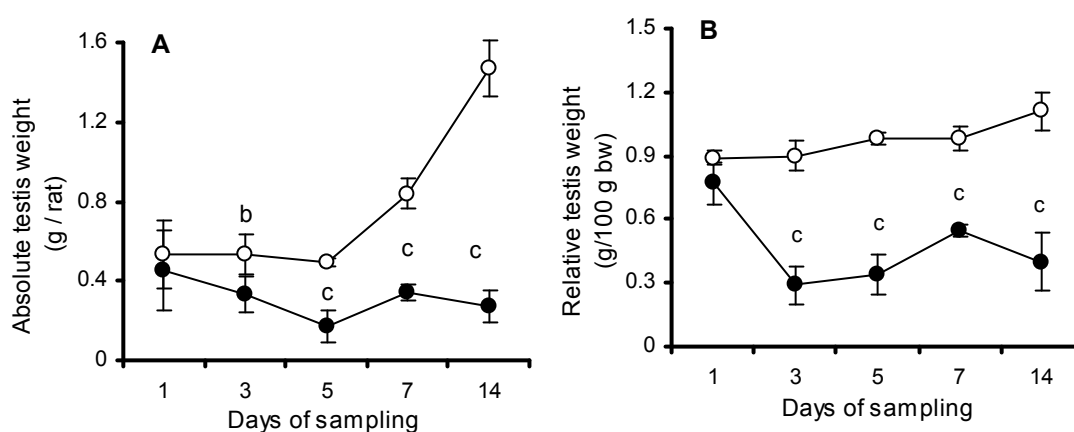 A
1.6
1.2
0.8
0.4
0
b
c
c
c
1 3 5 7 14
Days of sampling
Absolute testis weight
(g / rat)
B
1.5
1.2
0.9
0.6
0.3
0
c
c
c
c
1 3 5 7 14
Days of sampling
Relative testis weight
(g/100 g bw)